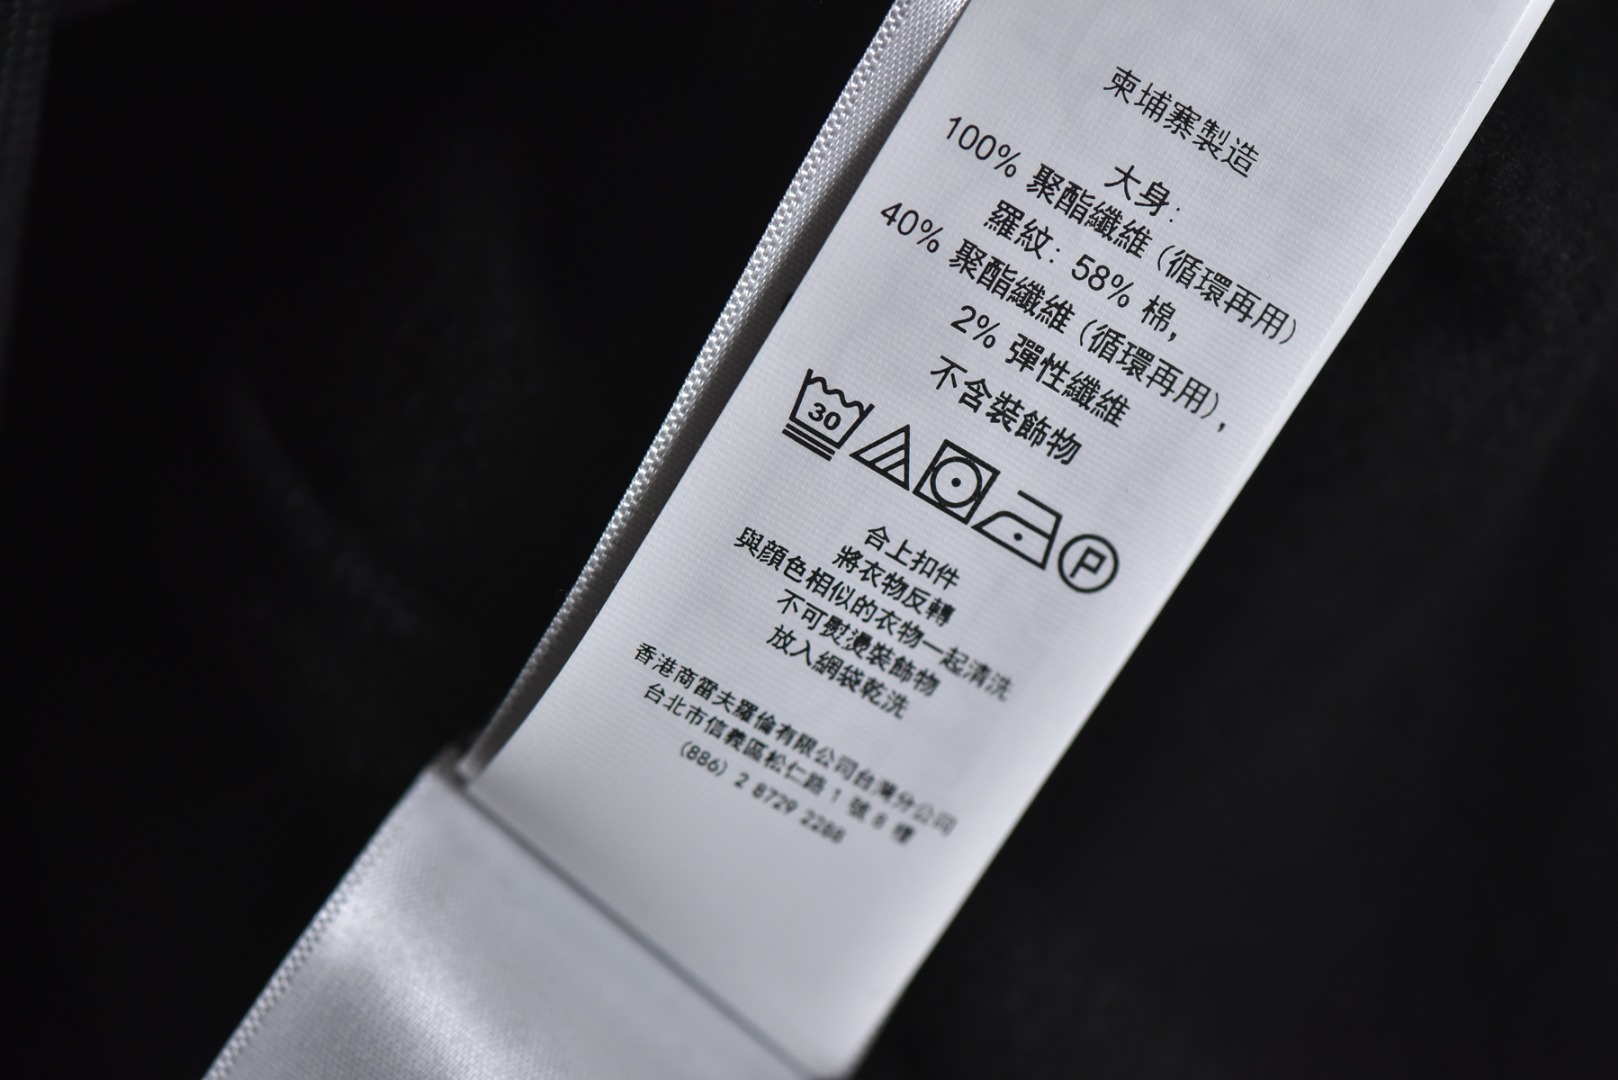 柬埔寨製造
大身:
100% 聚酯纖維 (循環再用)
羅紋: 58% 棉,
40% 聚酯纖維 (循環再用),
2% 彈性纖維
不含裝飾物
30
P
合上扣件
將衣物反轉
與顏色相似的衣物一起清洗
不可熨燙裝飾物
放入網袋乾洗
香港商雷夫羅倫有限公司台灣分公司
台北市信義區松仁路 1 號 8 樓
(886) 2 8729 2288